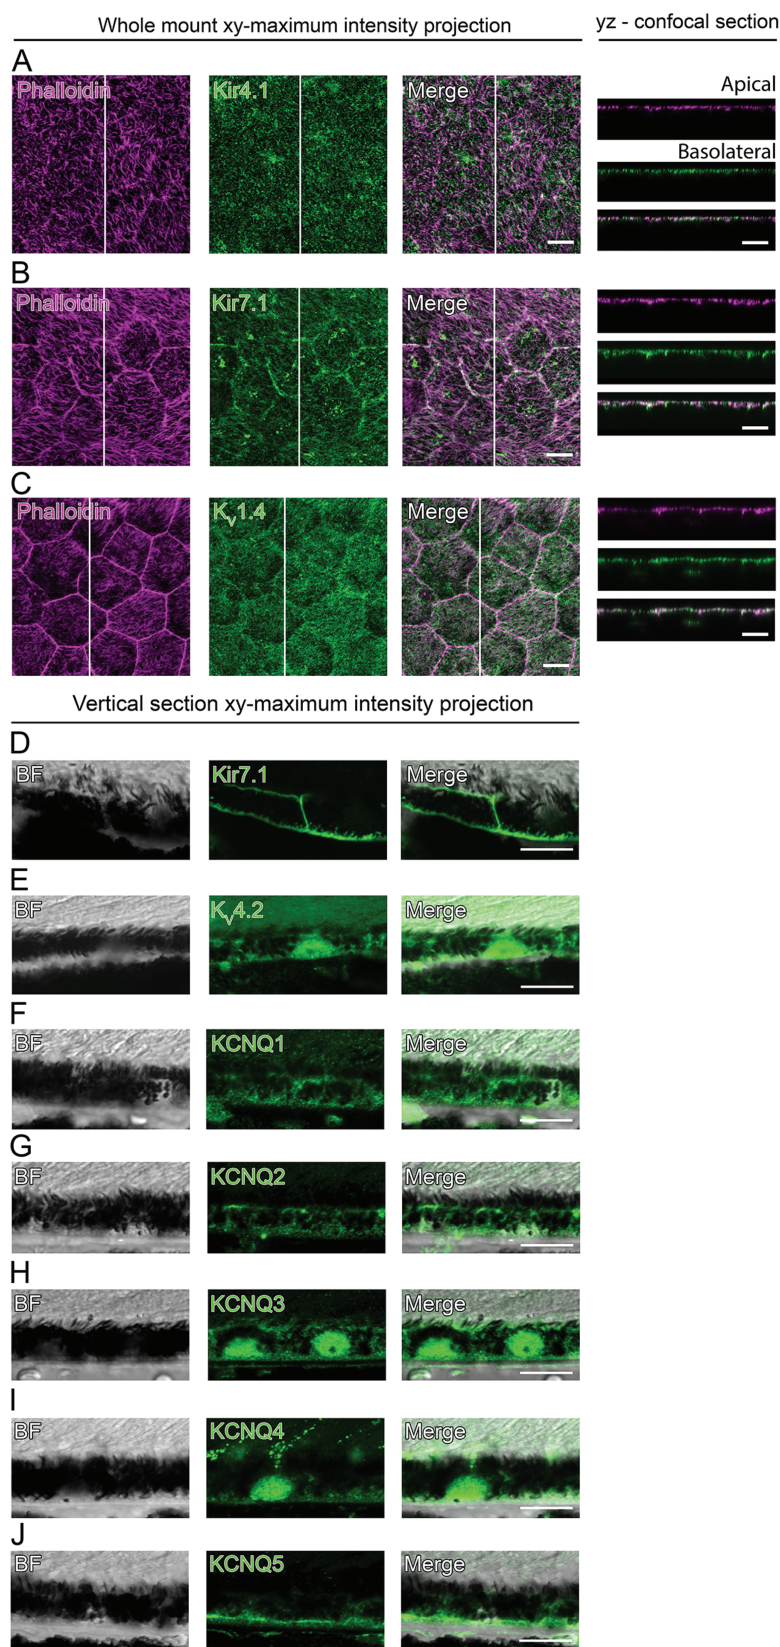 Whole mount xy-maximum intensity projection
yz - confocal section
A
Phalloidin
Kir4.1
Merge
Apical
Basolateral
B
Phalloidin
Kir7.1
Merge
C
Phalloidin
Kv1.4
Merge
Vertical section xy-maximum intensity projection
D
BF
Kir7.1
Merge
E
BF
Kv4.2
Merge
F
BF
KCNQ1
Merge
G
BF
KCNQ2
Merge
H
BF
KCNQ3
Merge
I
BF
KCNQ4
Merge
J
BF
KCNQ5
Merge